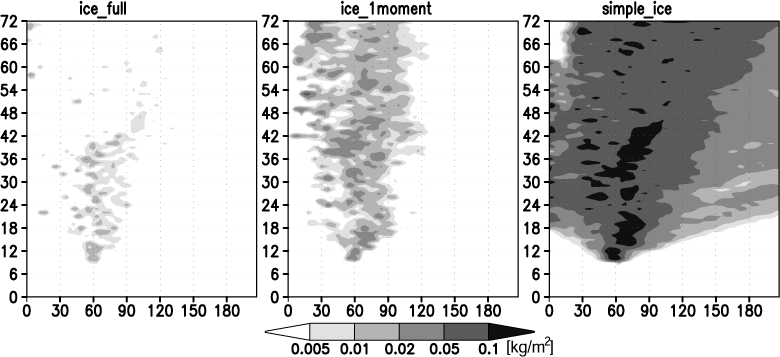 ice_full ice_1moment simple_ice
72 72 72
66 66 66
60 60 60
54 54 54
48 48 48
42 42 42
36 36 36
30 30 30
24 24 24
18 18 18
12 12 12
6 6 6
0 0 0
0 30 60 90 120 150 180 0 30 60 90 120 150 180 0 30 60 90 120 150 180
0.005 0.01 0.02 0.05 0.1 [kg/m²]